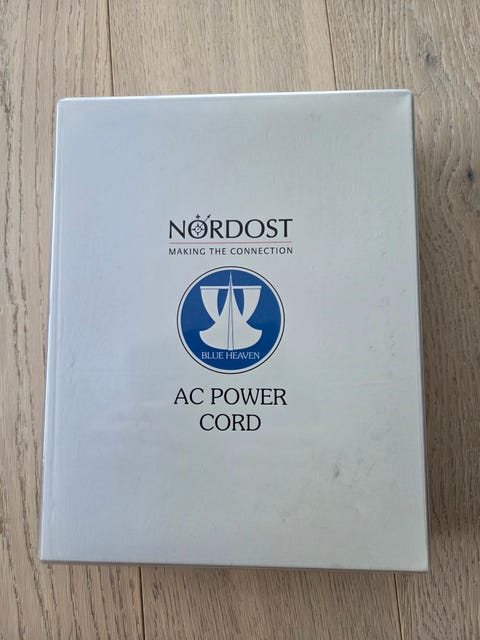 NORDOST
MAKING THE CONNECTION
BLUE HEAVEN
AC POWER
CORD